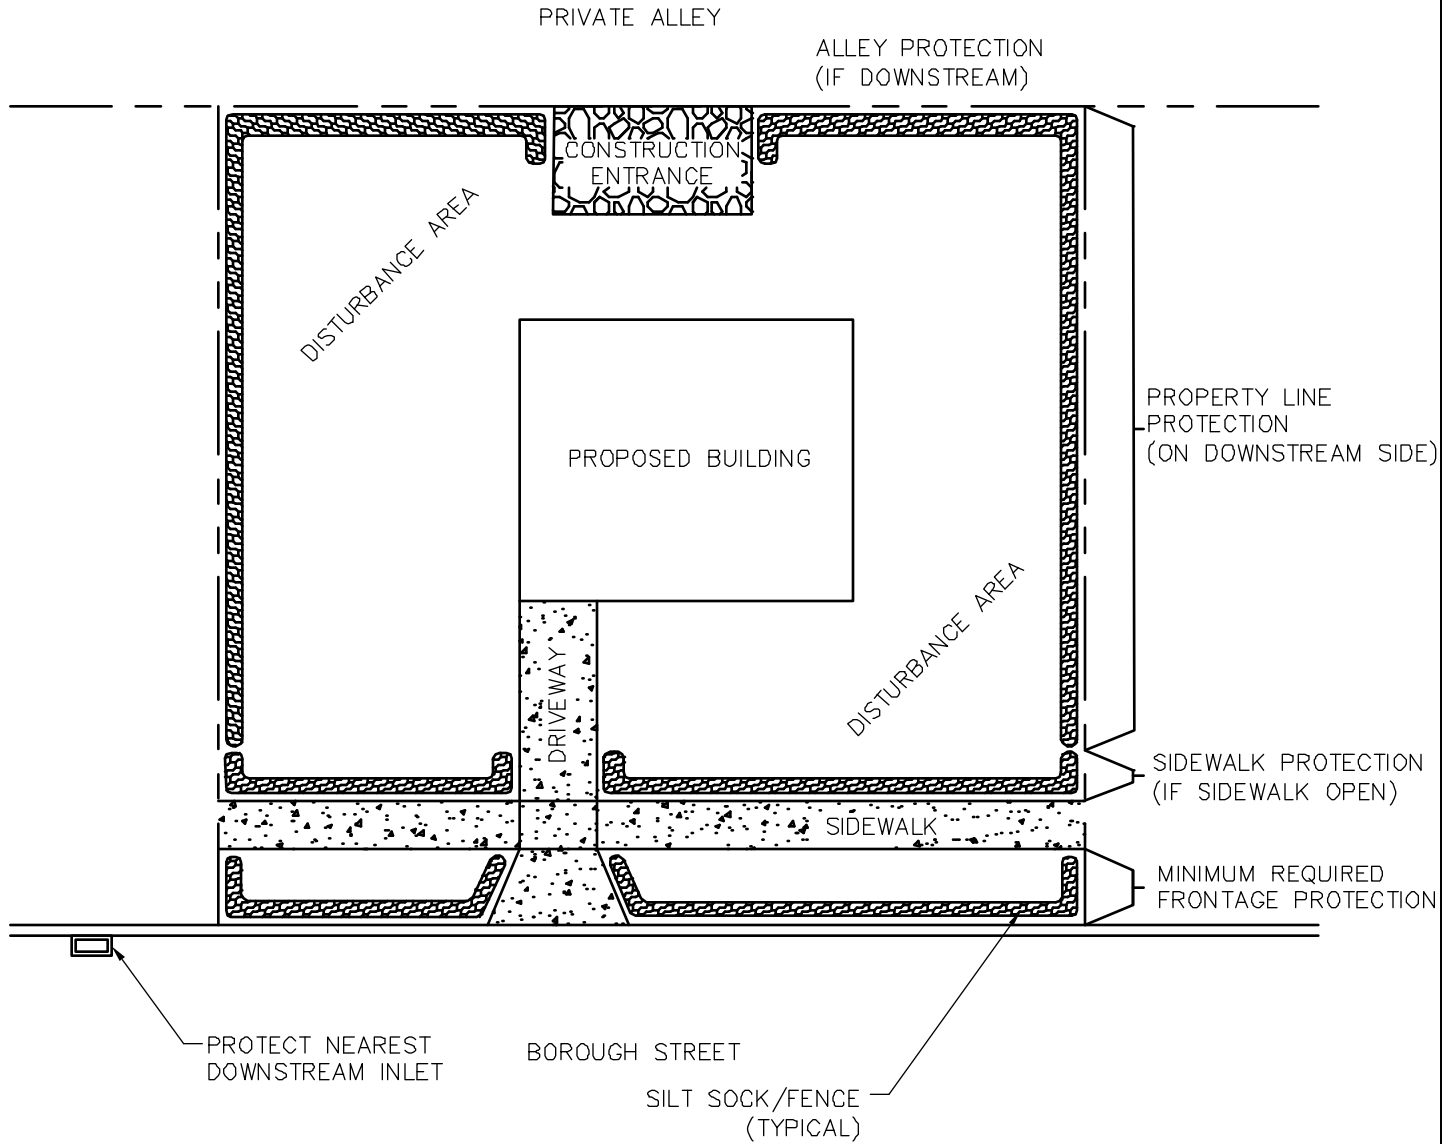 PRIVATE ALLEY
ALLEY PROTECTION
(IF DOWNSTREAM)
CONSTRUCTION
ENTRANCE
DISTURBANCE AREA
PROPERTY LINE
PROTECTION
(ON DOWNSTREAM SIDE)
PROPOSED BUILDING
DISTURBANCE AREA
DRIVEWAY
SIDEWALK PROTECTION
(IF SIDEWALK OPEN)
SIDEWALK
MINIMUM REQUIRED
FRONTAGE PROTECTION
PROTECT NEAREST
DOWNSTREAM INLET
BOROUGH STREET
SILT SOCK/FENCE
(TYPICAL)